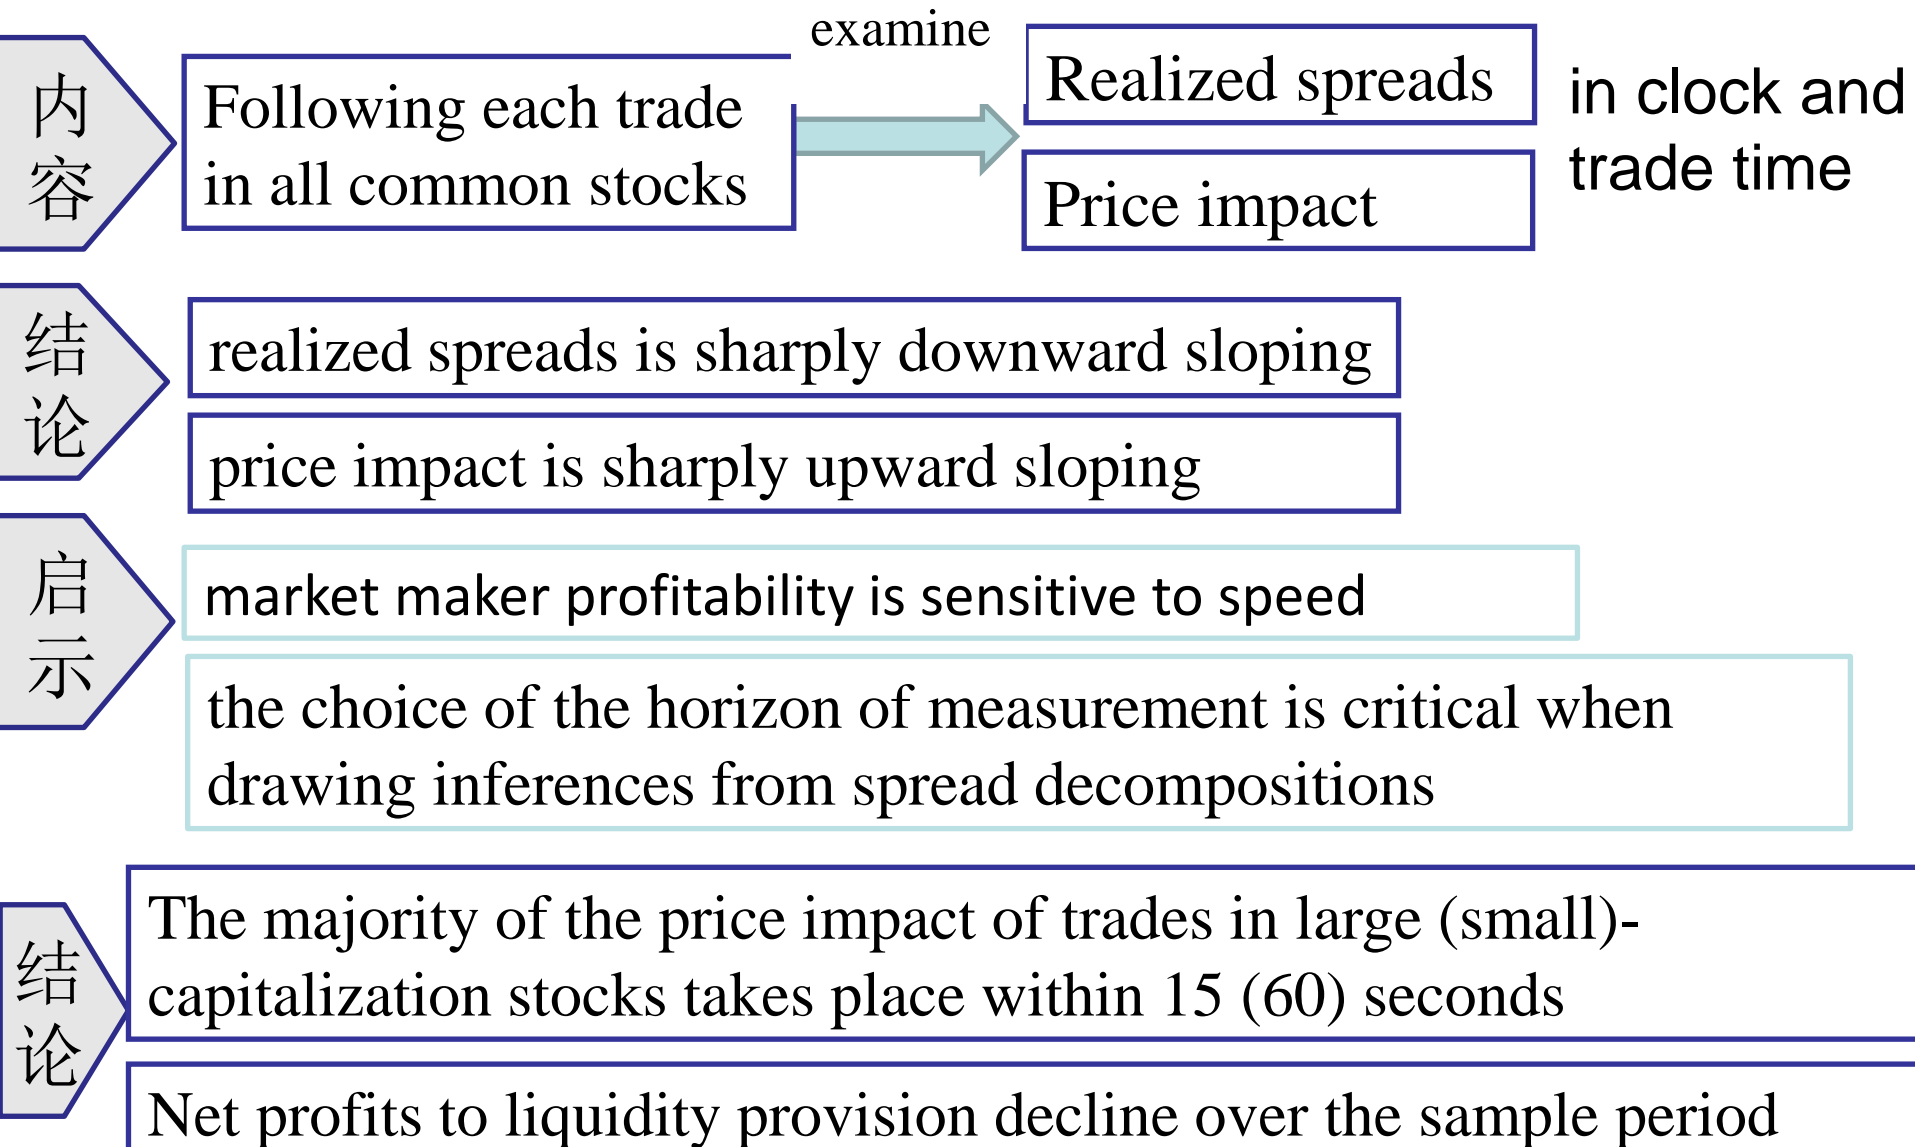 内
容
Following each trade
in all common stocks
examine
Realized spreads
Price impact
in clock and
trade time
结
论
realized spreads is sharply downward sloping
price impact is sharply upward sloping
启
示
market maker profitability is sensitive to speed
the choice of the horizon of measurement is critical when
drawing inferences from spread decompositions
结
论
The majority of the price impact of trades in large (small)-
capitalization stocks takes place within 15 (60) seconds
Net profits to liquidity provision decline over the sample period